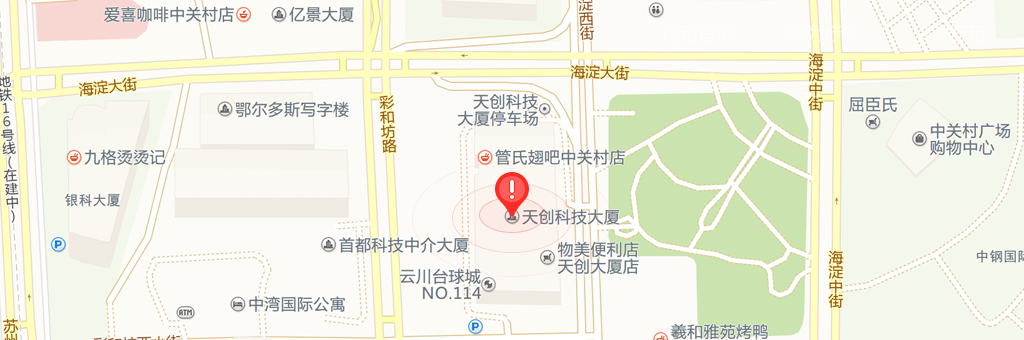 爱喜咖啡中关村店
亿景大厦
淀西街
海淀大街
海淀大街
海淀中街
地铁16号线(在建中)
鄂尔多斯写字楼
彩和坊路
天创科技
大厦停车场
屈臣氏
中关村广场
购物中心
九格烫烫记
管氏翅吧中关村店
银科大厦
天创科技大厦
P
首都科技中介大厦
物美便利店
天创大厦店
海淀中街
中钢国际
云川台球城
NO.114
中湾国际公寓
ATM
P
苏州
羲和雅苑烤鸭